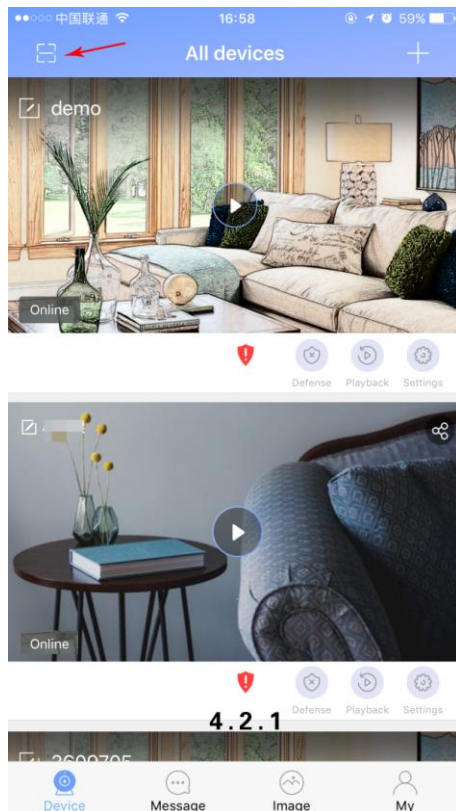 中国联通 16:58 59%
All devices
demo
Online
Defense Playback Settings
Online
Defense Playback Settings
4.2.1
2609705
Device Message Image My